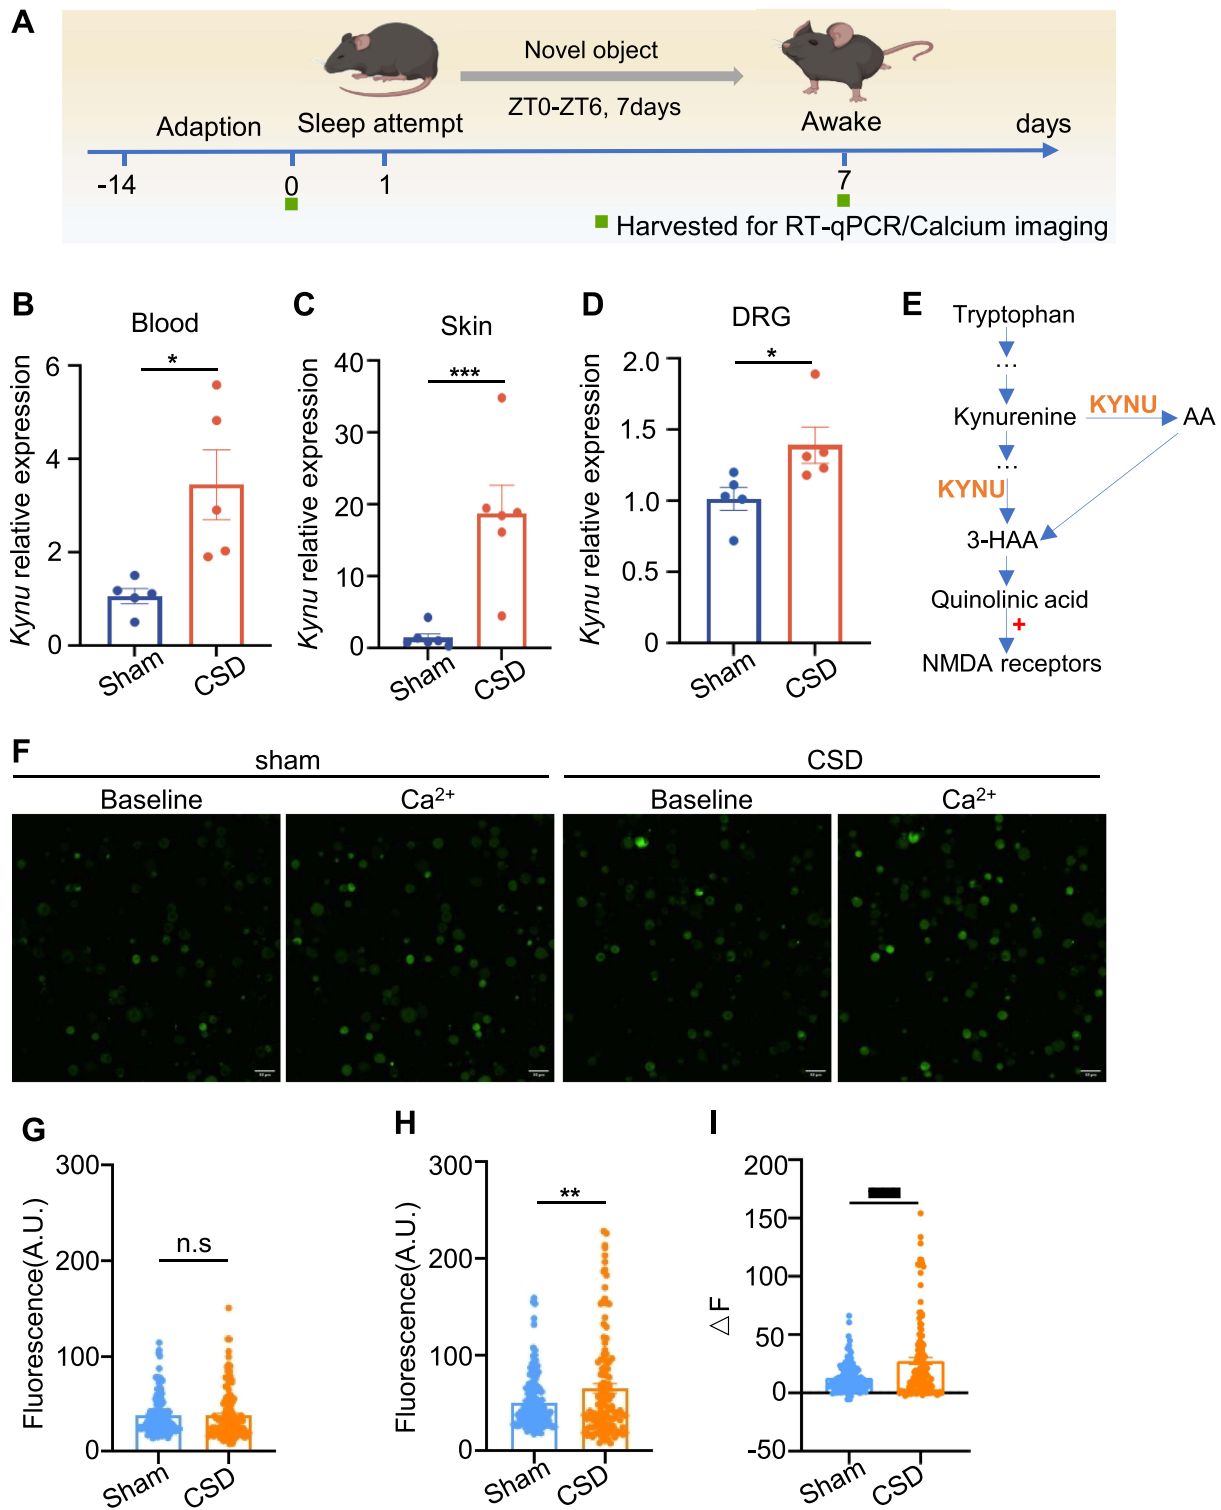 A
Novel object
ZT0-ZT6, 7days
Adaption
Sleep attempt
Awake
days
-14
0
1
7
Harvested for RT-qPCR/Calcium imaging
B
Blood
Kynu relative expression
6
4
2
0
*
Sham
CSD
C
Skin
Kynu relative expression
40
30
20
10
0
***
Sham
CSD
D
DRG
Kynu relative expression
2.0
1.5
1.0
0.5
0
*
Sham
CSD
E
Tryptophan
...
Kynurenine
KYNU
AA
...
KYNU
3-HAA
Quinolinic acid
+
NMDA receptors
F
sham
CSD
Baseline
Ca²⁺
Baseline
Ca²⁺
G
Fluorescence(A.U.)
300
200
100
0
n.s
Sham
CSD
H
Fluorescence(A.U.)
300
200
100
0
**
Sham
CSD
I
△F
200
150
100
50
0
-50
Sham
CSD